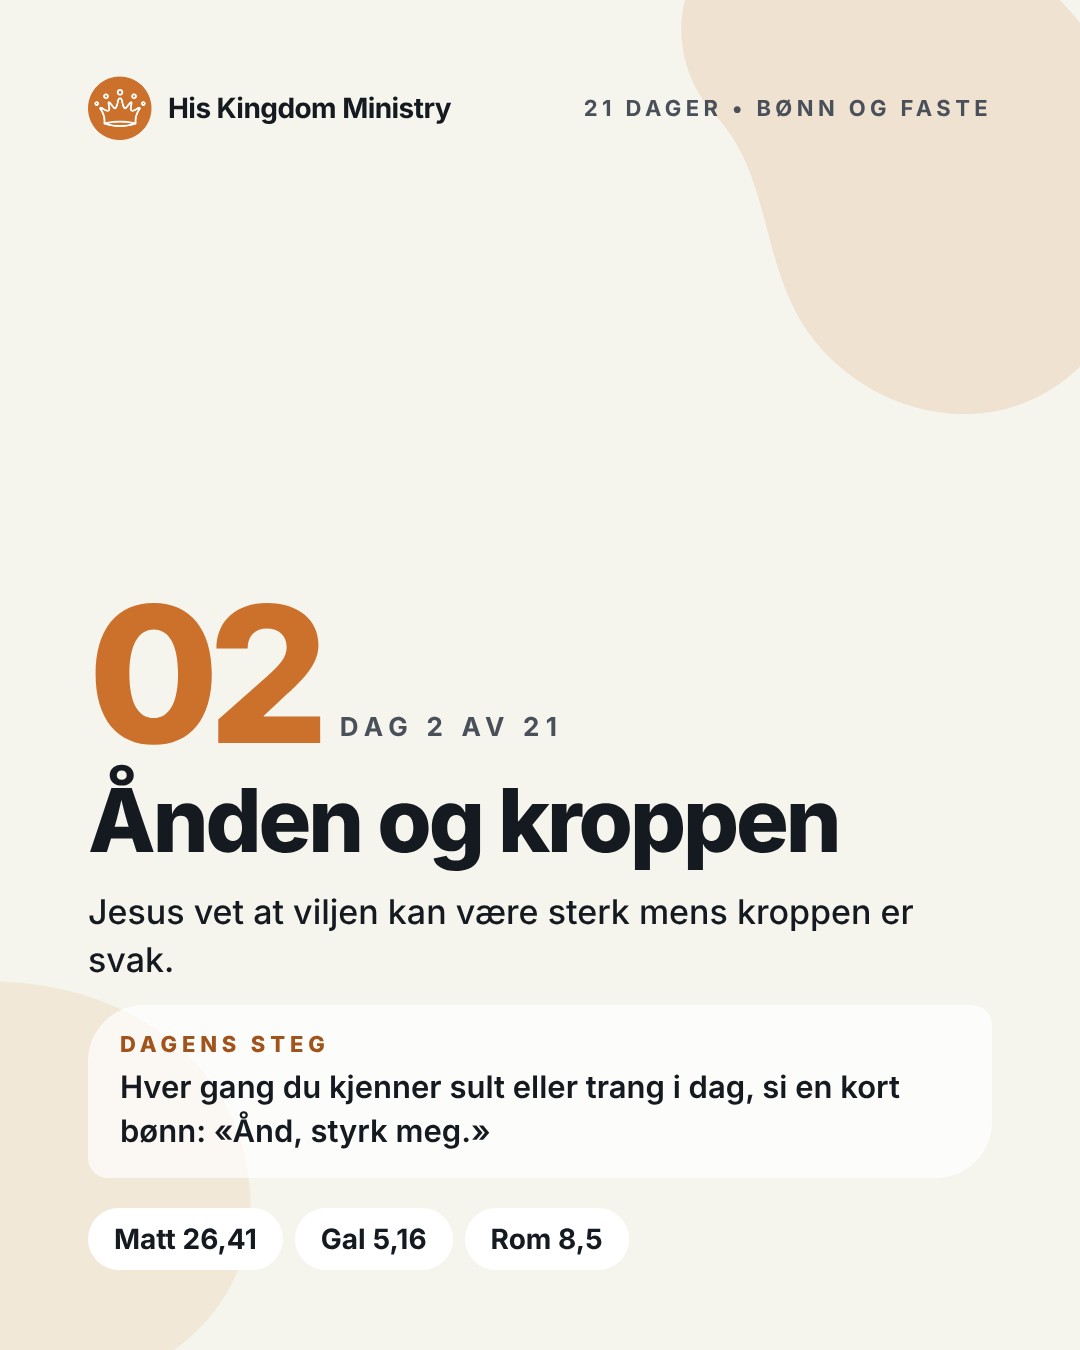 His Kingdom Ministry
21 DAGER • BØNN OG FASTE
02
DAG 2 AV 21
Ånden og kroppen
Jesus vet at viljen kan være sterk mens kroppen er
svak.
DAGENS STEG
Hver gang du kjenner sult eller trang i dag, si en kort
bønn: «Ånd, styrk meg.»
Matt 26,41
Gal 5,16
Rom 8,5